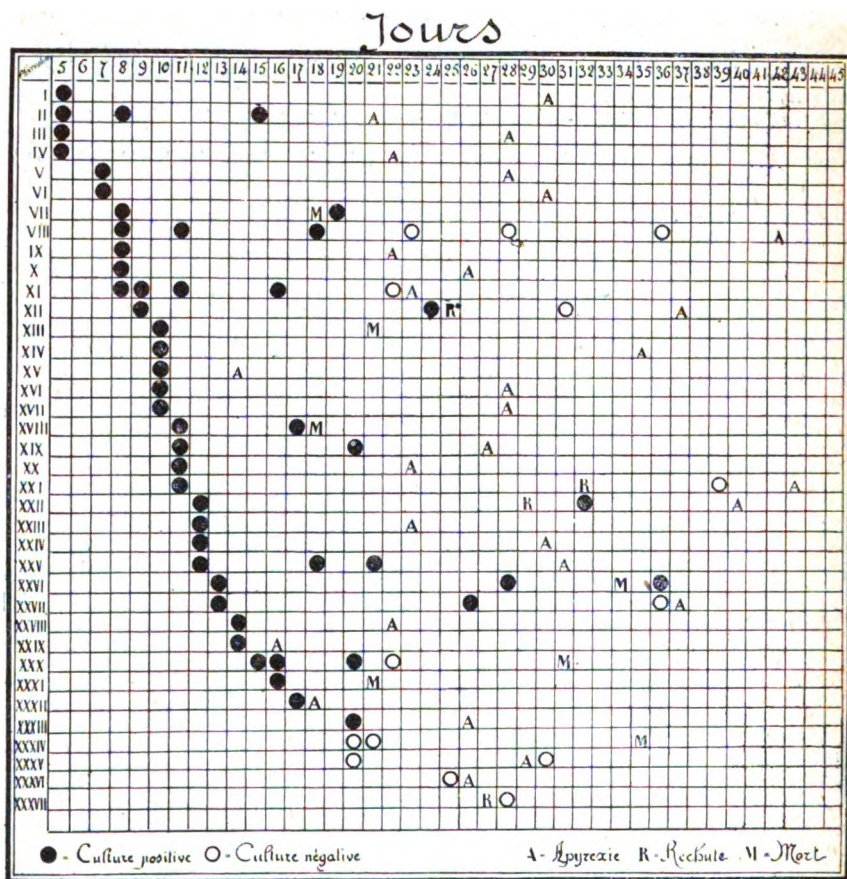 Jours
5 6 7 8 9 10 11 12 13 14 15 16 17 18 19 20 21 22 23 24 25 26 27 28 29 30 31 32 33 34 35 36 37 38 39 40 41 42 43 44 45
I A
II A
III A
IV A
V A
VI A
VII M
VIII A
IX A
X A
XI A
XII R A
XIII M
XIV A
XV A
XVI A
XVII A
XVIII M
XIX A
XX A
XXI R A
XXII R A
XXIII A
XXIV A
XXV A
XXVI M
XXVII A
XXVIII A
XXIX A
XXX M
XXXI M
XXXII A
XXXIII A
XXXIV M
XXXV A
XXXVI A
XXXVII R
- Culture positive - Culture négative A - Apyrexie R - Rechute M - Mort